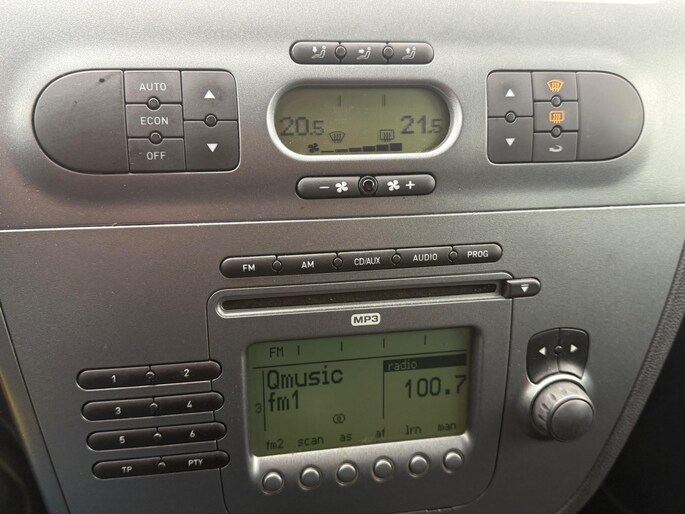 AUTO
ECON
OFF
20.5 21.5
- +
FM AM CD/AUX AUDIO PROG
MP3
FM
Qmusic radio
fm1 100.7
3
fm2 scan as af lrn man
1 2
3 4
5 6
TP PTY